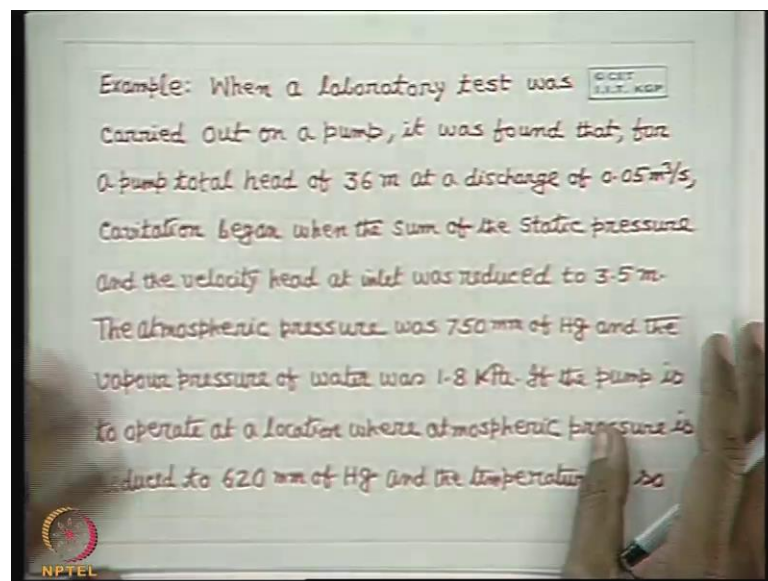 Example: When a laboratory test was
© CET
I.I.T. KGP
carried out on a pump, it was found that, for
a pump total head of 36 m at a discharge of 0.05 m³/s,
Cavitation began when the sum of the static pressure
and the velocity head at inlet was reduced to 3.5 m.
The atmospheric pressure was 750 mm of Hg and the
vapour pressure of water was 1.8 KPa. If the pump is
to operate at a location where atmospheric pressure is
reduced to 620 mm of Hg and the temperature so
NPTEL